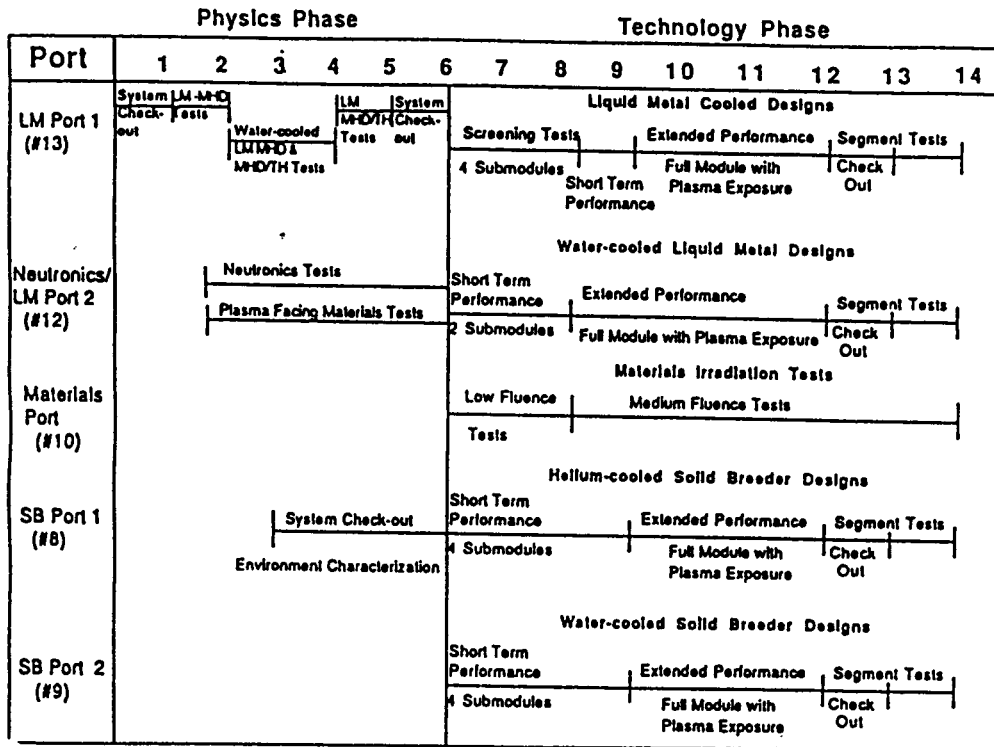 Physics Phase
Technology Phase
Port 1 2 3 4 5 6 7 8 9 10 11 12 13 14
LM Port 1
(#13)
System
Check-
out
LM-MHD
Tests
Water-cooled
LM MHD &
MHD/TH Tests
LM
MHD/TH
Tests
System
Check-
out
Liquid Metal Cooled Designs
Screening Tests
4 Submodules
Short Term
Performance
Extended Performance
Full Module with
Plasma Exposure
Segment Tests
Check
Out
Neutronics/
LM Port 2
(#12)
Neutronics Tests
Plasma Facing Materials Tests
Water-cooled Liquid Metal Designs
Short Term
Performance
2 Submodules
Extended Performance
Full Module with Plasma Exposure
Segment Tests
Check
Out
Materials
Port
(#10)
Materials Irradiation Tests
Low Fluence
Tests
Medium Fluence Tests
SB Port 1
(#8)
System Check-out
Environment Characterization
Helium-cooled Solid Breeder Designs
Short Term
Performance
4 Submodules
Extended Performance
Full Module with
Plasma Exposure
Segment Tests
Check
Out
SB Port 2
(#9)
Water-cooled Solid Breeder Designs
Short Term
Performance
4 Submodules
Extended Performance
Full Module with
Plasma Exposure
Segment Tests
Check
Out